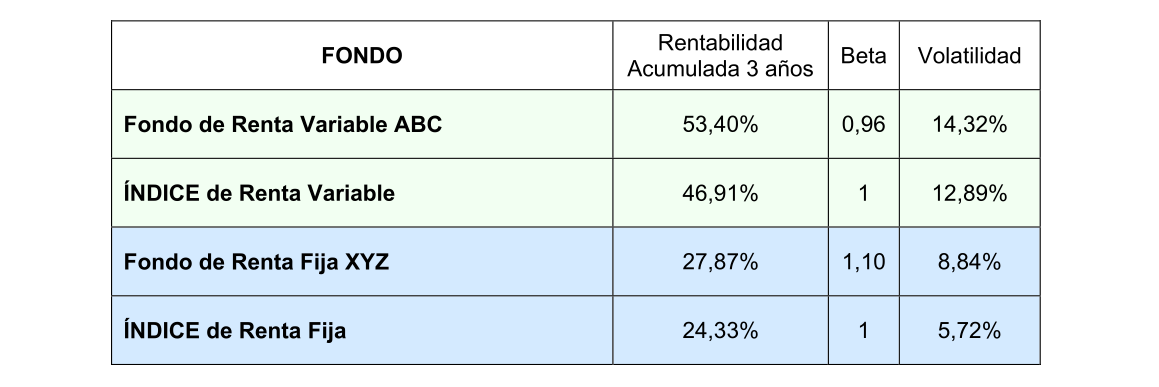 FONDO Rentabilidad Acumulada 3 años Beta Volatilidad
Fondo de Renta Variable ABC 53,40% 0,96 14,32%
ÍNDICE de Renta Variable 46,91% 1 12,89%
Fondo de Renta Fija XYZ 27,87% 1,10 8,84%
ÍNDICE de Renta Fija 24,33% 1 5,72%